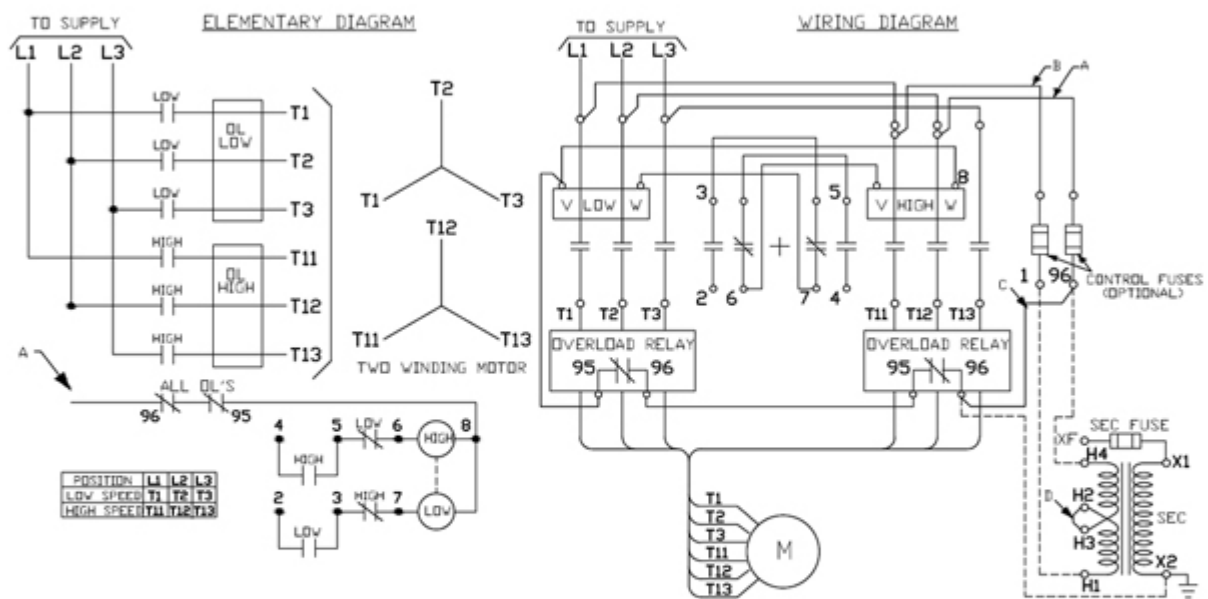 ELEMENTARY DIAGRAM
TO SUPPLY
L1 L2 L3
LOW
T1
OL
LOW
LOW
T2
LOW
T3
HIGH
T11
OL
HIGH
HIGH
T12
HIGH
T13
T2
T1 T3
T12
T11 T13
TWO WINDING MOTOR
A
ALL OL'S
96 95
4 5 LOW 6 HIGH 8
HIGH
2 3 HIGH 7 LOW
LOW
POSITION L1 L2 L3
LOW SPEED T1 T2 T3
HIGH SPEED T11 T12 T13
WIRING DIAGRAM
TO SUPPLY
L1 L2 L3
B A
V LOW W
3 5
8
V HIGH W
2 6 7 4
1 96
CONTROL FUSES
(OPTIONAL)
C
T1 T2 T3
T11 T12 T13
OVERLOAD RELAY
95 96
OVERLOAD RELAY
95 96
SEC FUSE
XF
H4 X1
H2
D
SEC
H3
X2
H1
T1
T2
T3
T11
T12
T13
M